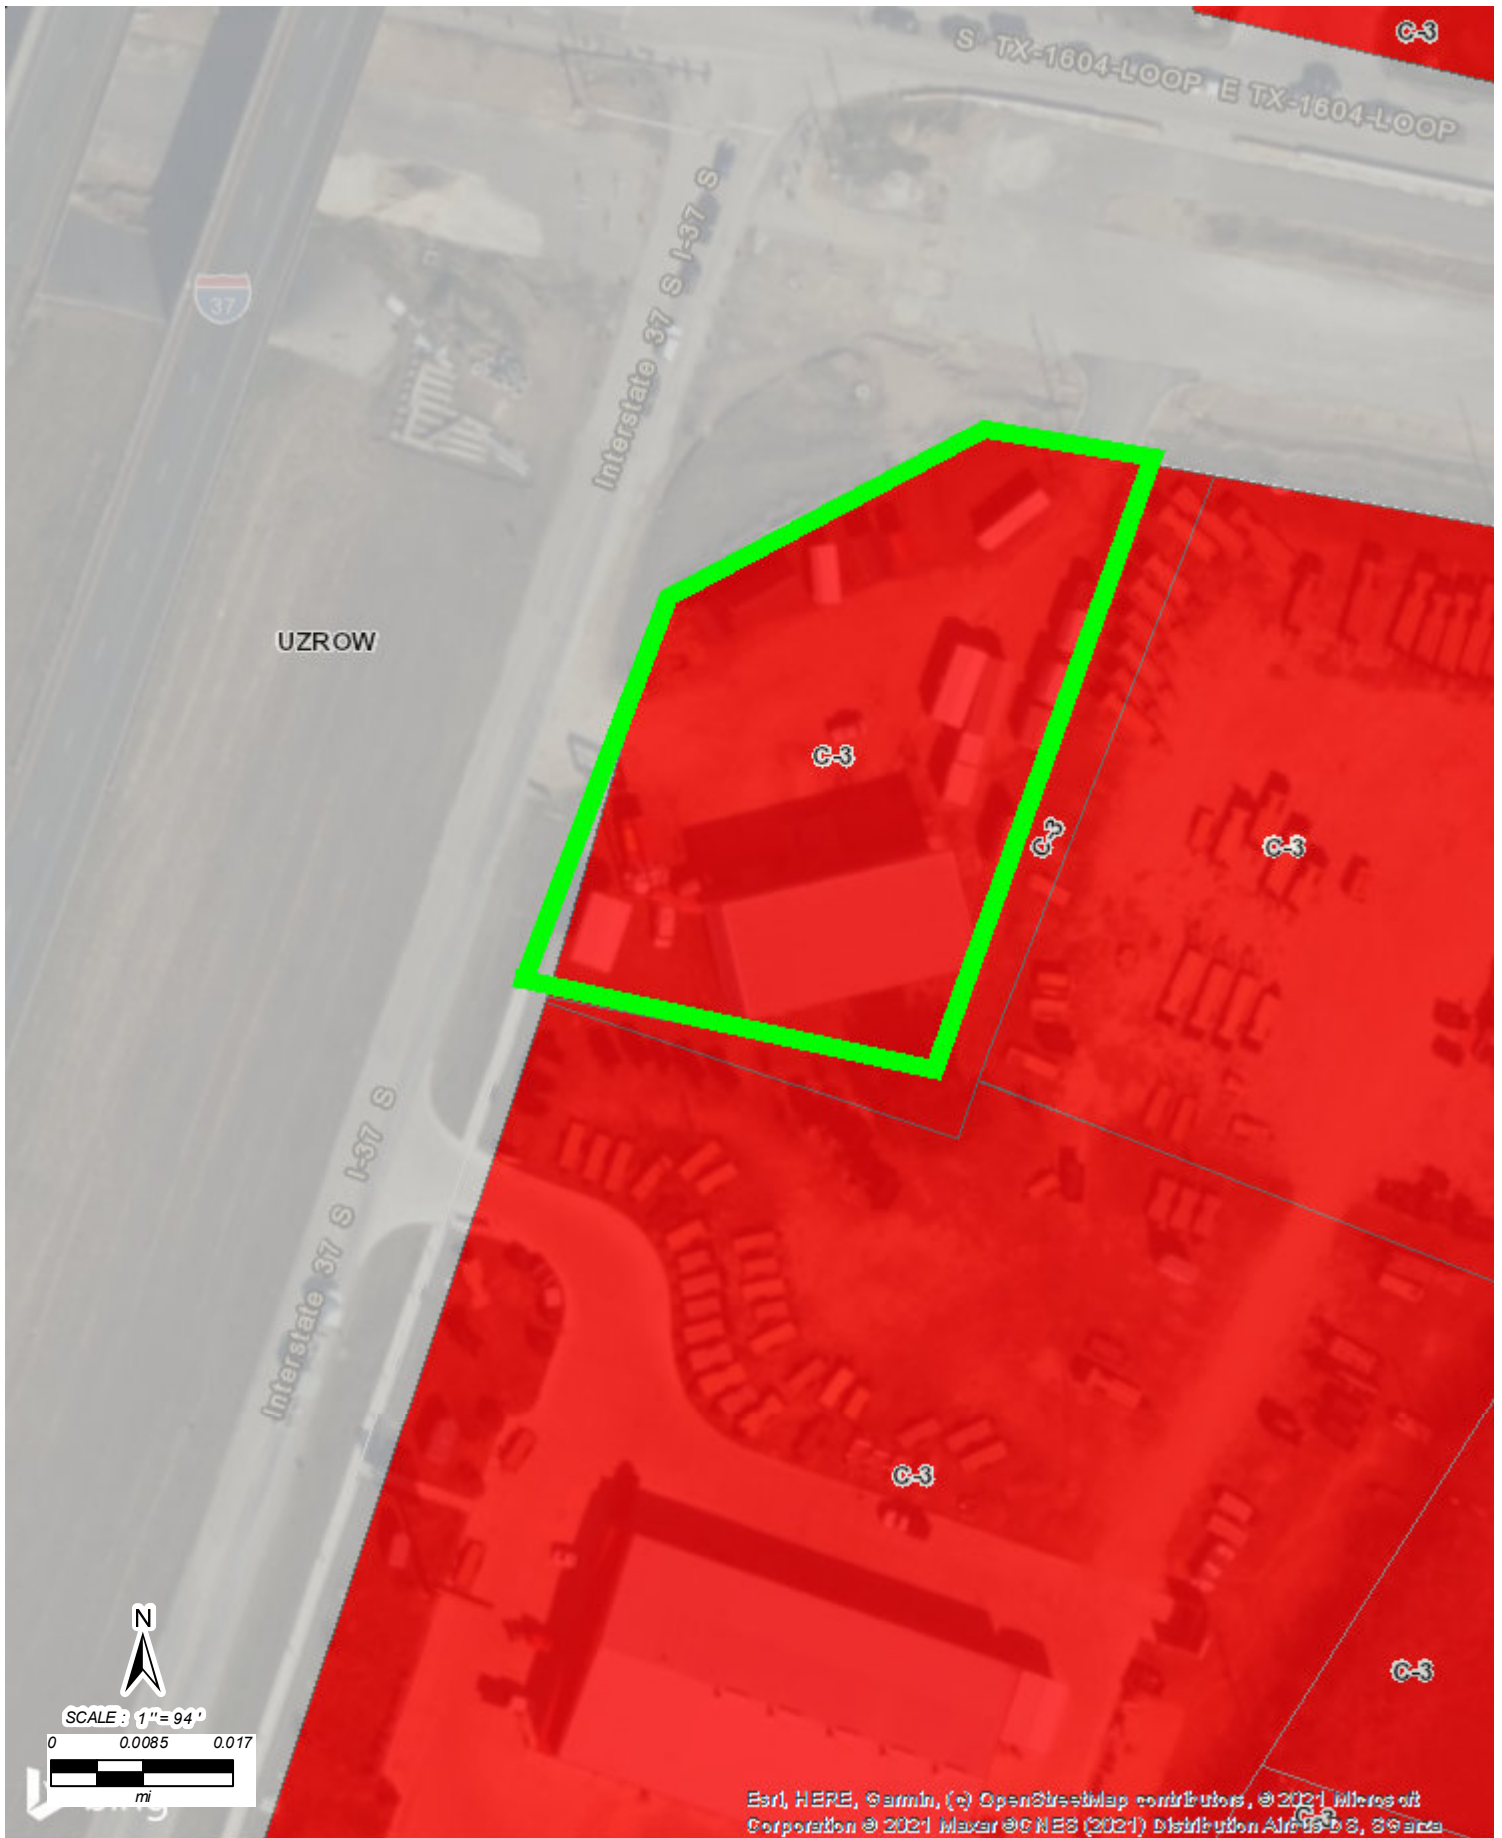 C-3
S TX-1604-LOOP E TX-1604-LOOP
Interstate 37 S I-37 S
37
UZROW
C-3
C-3
C-3
Interstate 37 S I-37 S
C-3
C-3
N
SCALE : 1" = 94'
0 0.0085 0.017
mi
bing
Esri, HERE, Garmin, (c) OpenStreetMap contributors, © 2021 Microsoft
C-3
Corporation © 2021 Maxar ©CNES (2021) Distribution Airbus DS,